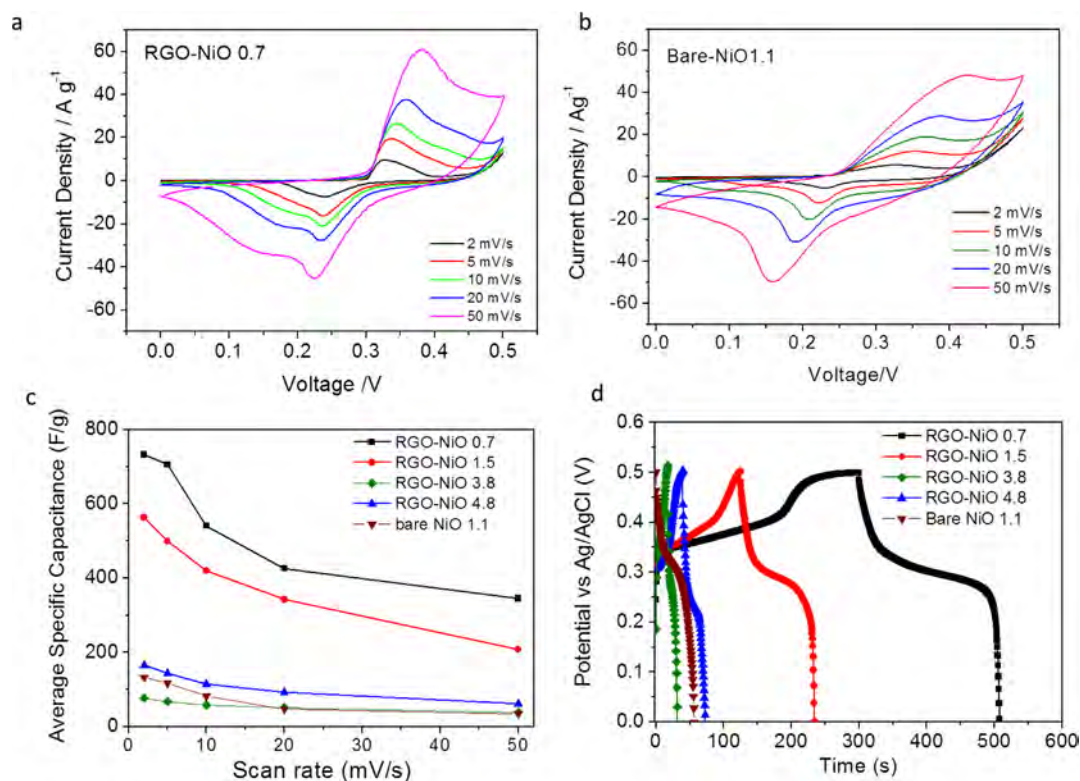 a
RGO-NiO 0.7
Current Density / A g⁻¹
60
40
20
0
-20
-40
-60
0.0 0.1 0.2 0.3 0.4 0.5
Voltage /V
2 mV/s
5 mV/s
10 mV/s
20 mV/s
50 mV/s
b
Bare-NiO1.1
Current Density / Ag⁻¹
60
40
20
0
-20
-40
-60
0.0 0.1 0.2 0.3 0.4 0.5
Voltage/V
2 mV/s
5 mV/s
10 mV/s
20 mV/s
50 mV/s
c
Average Specific Capacitance (F/g)
800
600
400
200
0
0 10 20 30 40 50
Scan rate (mV/s)
RGO-NiO 0.7
RGO-NiO 1.5
RGO-NiO 3.8
RGO-NiO 4.8
bare NiO 1.1
d
Potential vs Ag/AgCl (V)
0.6
0.5
0.4
0.3
0.2
0.1
0.0
0 100 200 300 400 500 600
Time (s)
RGO-NiO 0.7
RGO-NiO 1.5
RGO-NiO 3.8
RGO-NiO 4.8
Bare NiO 1.1